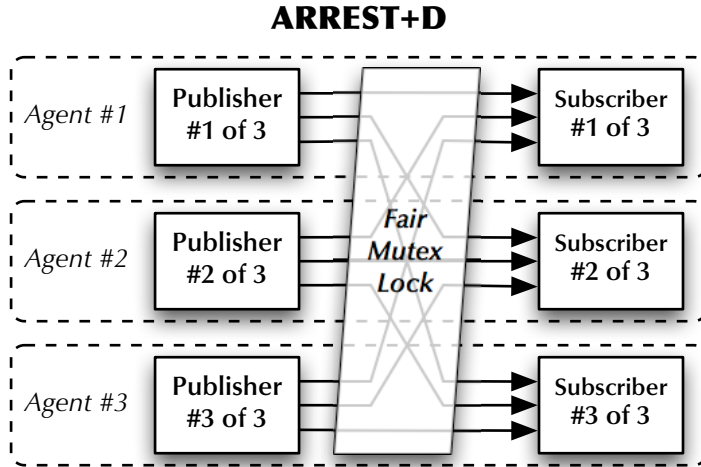 ARREST+D
Agent #1
Publisher
#1 of 3
Subscriber
#1 of 3
Agent #2
Publisher
#2 of 3
Fair
Mutex
Lock
Subscriber
#2 of 3
Agent #3
Publisher
#3 of 3
Subscriber
#3 of 3